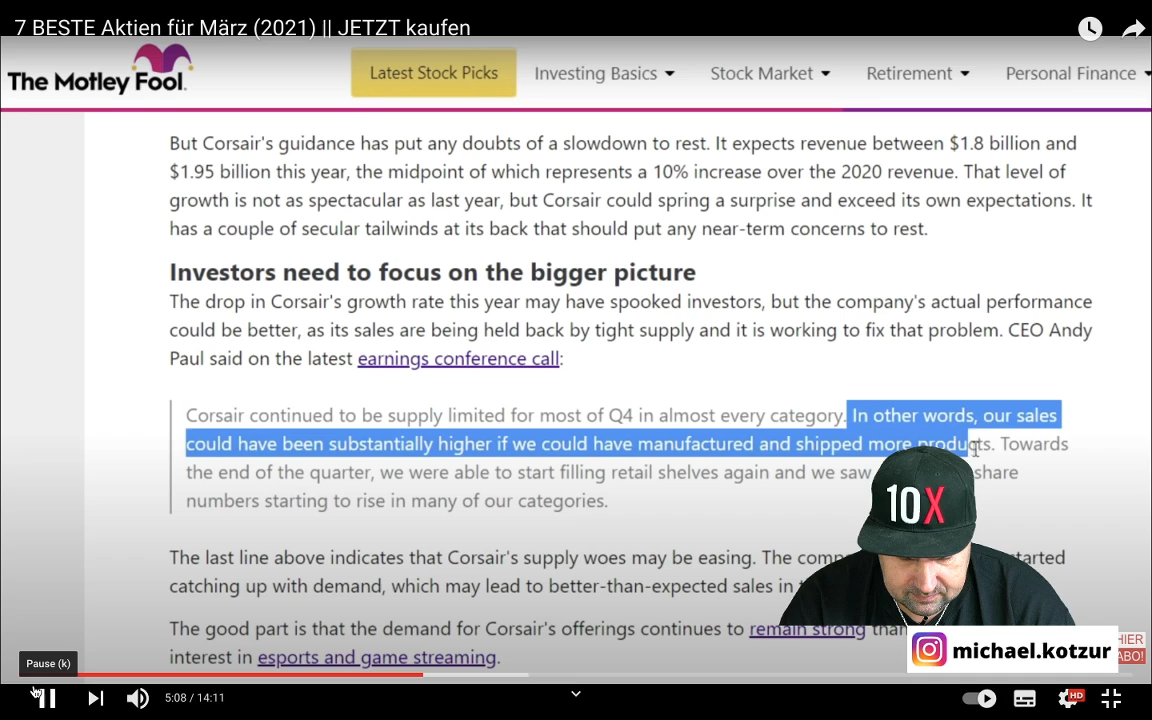 7 BESTE Aktien für März (2021) || JETZT kaufen
The Motley Fool.
Latest Stock Picks
Investing Basics
Stock Market
Retirement
Personal Finance
But Corsair's guidance has put any doubts of a slowdown to rest. It expects revenue between $1.8 billion and
$1.95 billion this year, the midpoint of which represents a 10% increase over the 2020 revenue. That level of
growth is not as spectacular as last year, but Corsair could spring a surprise and exceed its own expectations. It
has a couple of secular tailwinds at its back that should put any near-term concerns to rest.
Investors need to focus on the bigger picture
The drop in Corsair's growth rate this year may have spooked investors, but the company's actual performance
could be better, as its sales are being held back by tight supply and it is working to fix that problem. CEO Andy
Paul said on the latest earnings conference call:
Corsair continued to be supply limited for most of Q4 in almost every category. In other words, our sales
could have been substantially higher if we could have manufactured and shipped more products. Towards
the end of the quarter, we were able to start filling retail shelves again and we saw share
numbers starting to rise in many of our categories.
The last line above indicates that Corsair's supply woes may be easing. The started
catching up with demand, which may lead to better-than-expected sales in
The good part is that the demand for Corsair's offerings continues to remain strong
interest in esports and game streaming.
10X
michael.kotzur
HIER
ABO!
Pause (k)
5:08 / 14:11
HD